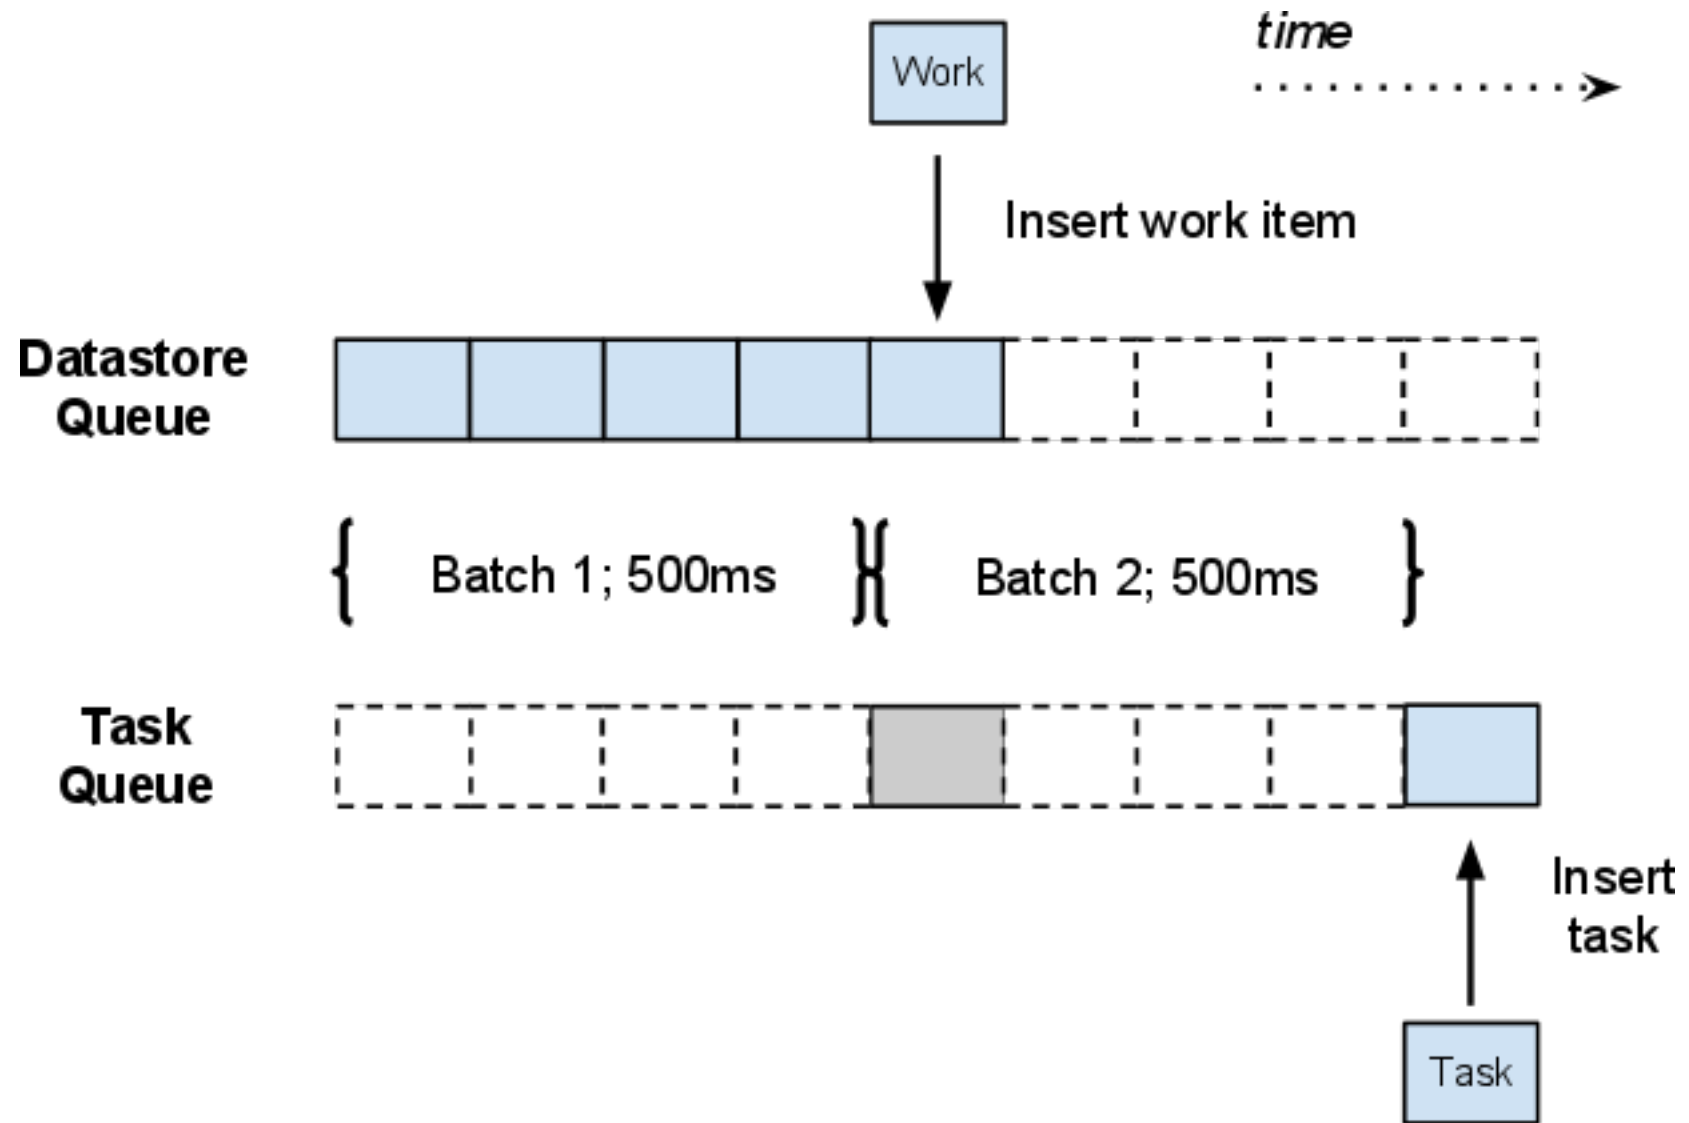 Work
time
Insert work item
Datastore
Queue
Batch 1; 500ms
Batch 2; 500ms
Task
Queue
Insert
task
Task